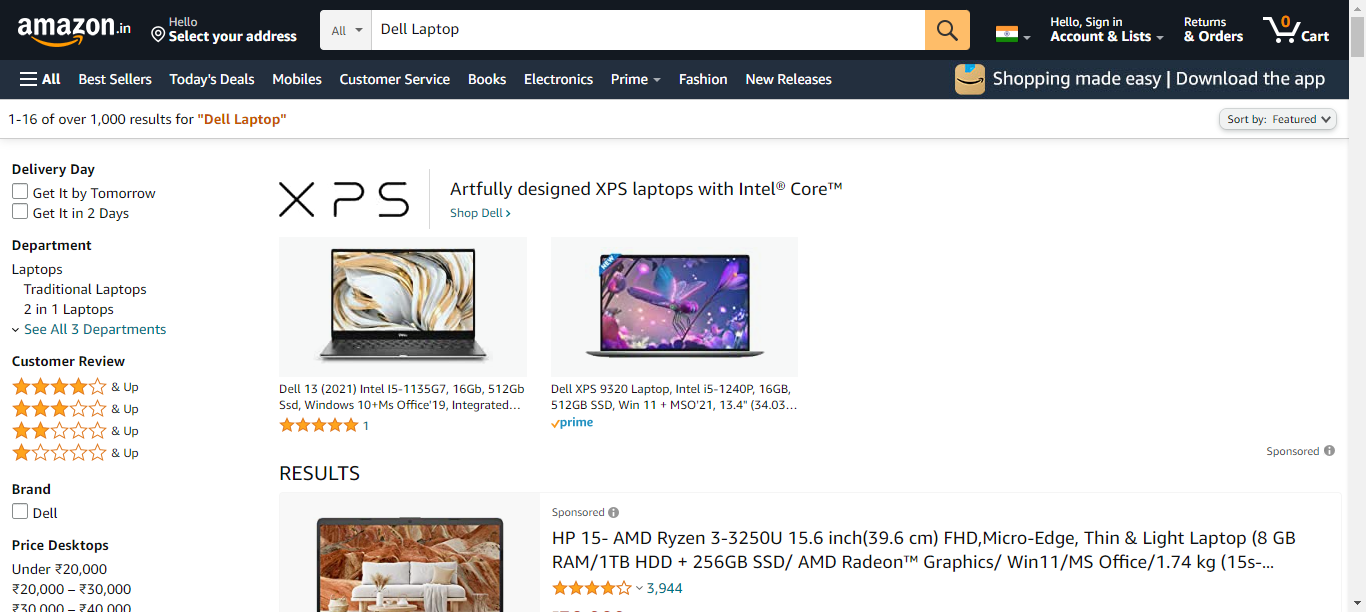 amazon.in
Hello
Select your address
All
Dell Laptop
Hello, Sign in
Account & Lists
Returns
& Orders
0
Cart
All
Best Sellers
Today's Deals
Mobiles
Customer Service
Books
Electronics
Prime
Fashion
New Releases
Shopping made easy | Download the app
1-16 of over 1,000 results for "Dell Laptop"
Sort by: Featured
Delivery Day
Get It by Tomorrow
Get It in 2 Days
Department
Laptops
Traditional Laptops
2 in 1 Laptops
See All 3 Departments
Customer Review
& Up
& Up
& Up
& Up
Brand
Dell
Price Desktops
Under ₹20,000
₹20,000 – ₹30,000
₹30,000 – ₹40,000
XPS
Artfully designed XPS laptops with Intel® Core™
Shop Dell
Dell 13 (2021) Intel I5-1135G7, 16Gb, 512Gb
Ssd, Windows 10+Ms Office'19, Integrated...
1
NEW
Dell XPS 9320 Laptop, Intel i5-1240P, 16GB,
512GB SSD, Win 11 + MSO'21, 13.4" (34.03...
prime
Sponsored
RESULTS
Sponsored
HP 15- AMD Ryzen 3-3250U 15.6 inch(39.6 cm) FHD,Micro-Edge, Thin & Light Laptop (8 GB
RAM/1TB HDD + 256GB SSD/ AMD Radeon™ Graphics/ Win11/MS Office/1.74 kg (15s-...
3,944